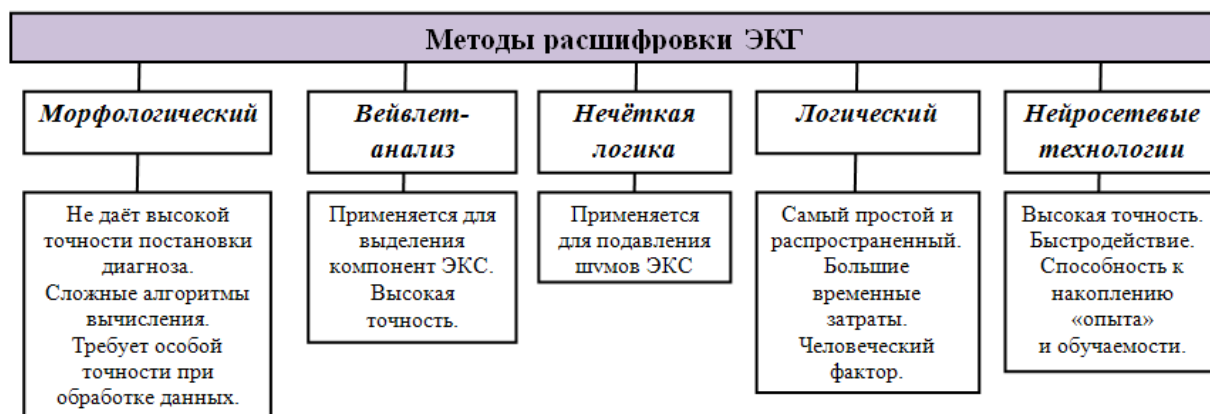 Методы расшифровки ЭКГ
Морфологический
Не даёт высокой
точности постановки
диагноза.
Сложные алгоритмы
вычисления.
Требует особой
точности при
обработке данных.
Вейвлет-
анализ
Применяется для
выделения
компонент ЭКС.
Высокая
точность.
Нечёткая
логика
Применяется
для подавления
шумов ЭКС
Логический
Самый простой и
распространенный.
Большие
временные
затраты.
Человеческий
фактор.
Нейросетевые
технологии
Высокая точность.
Быстродействие.
Способность к
накоплению
«опыта»
и обучаемости.